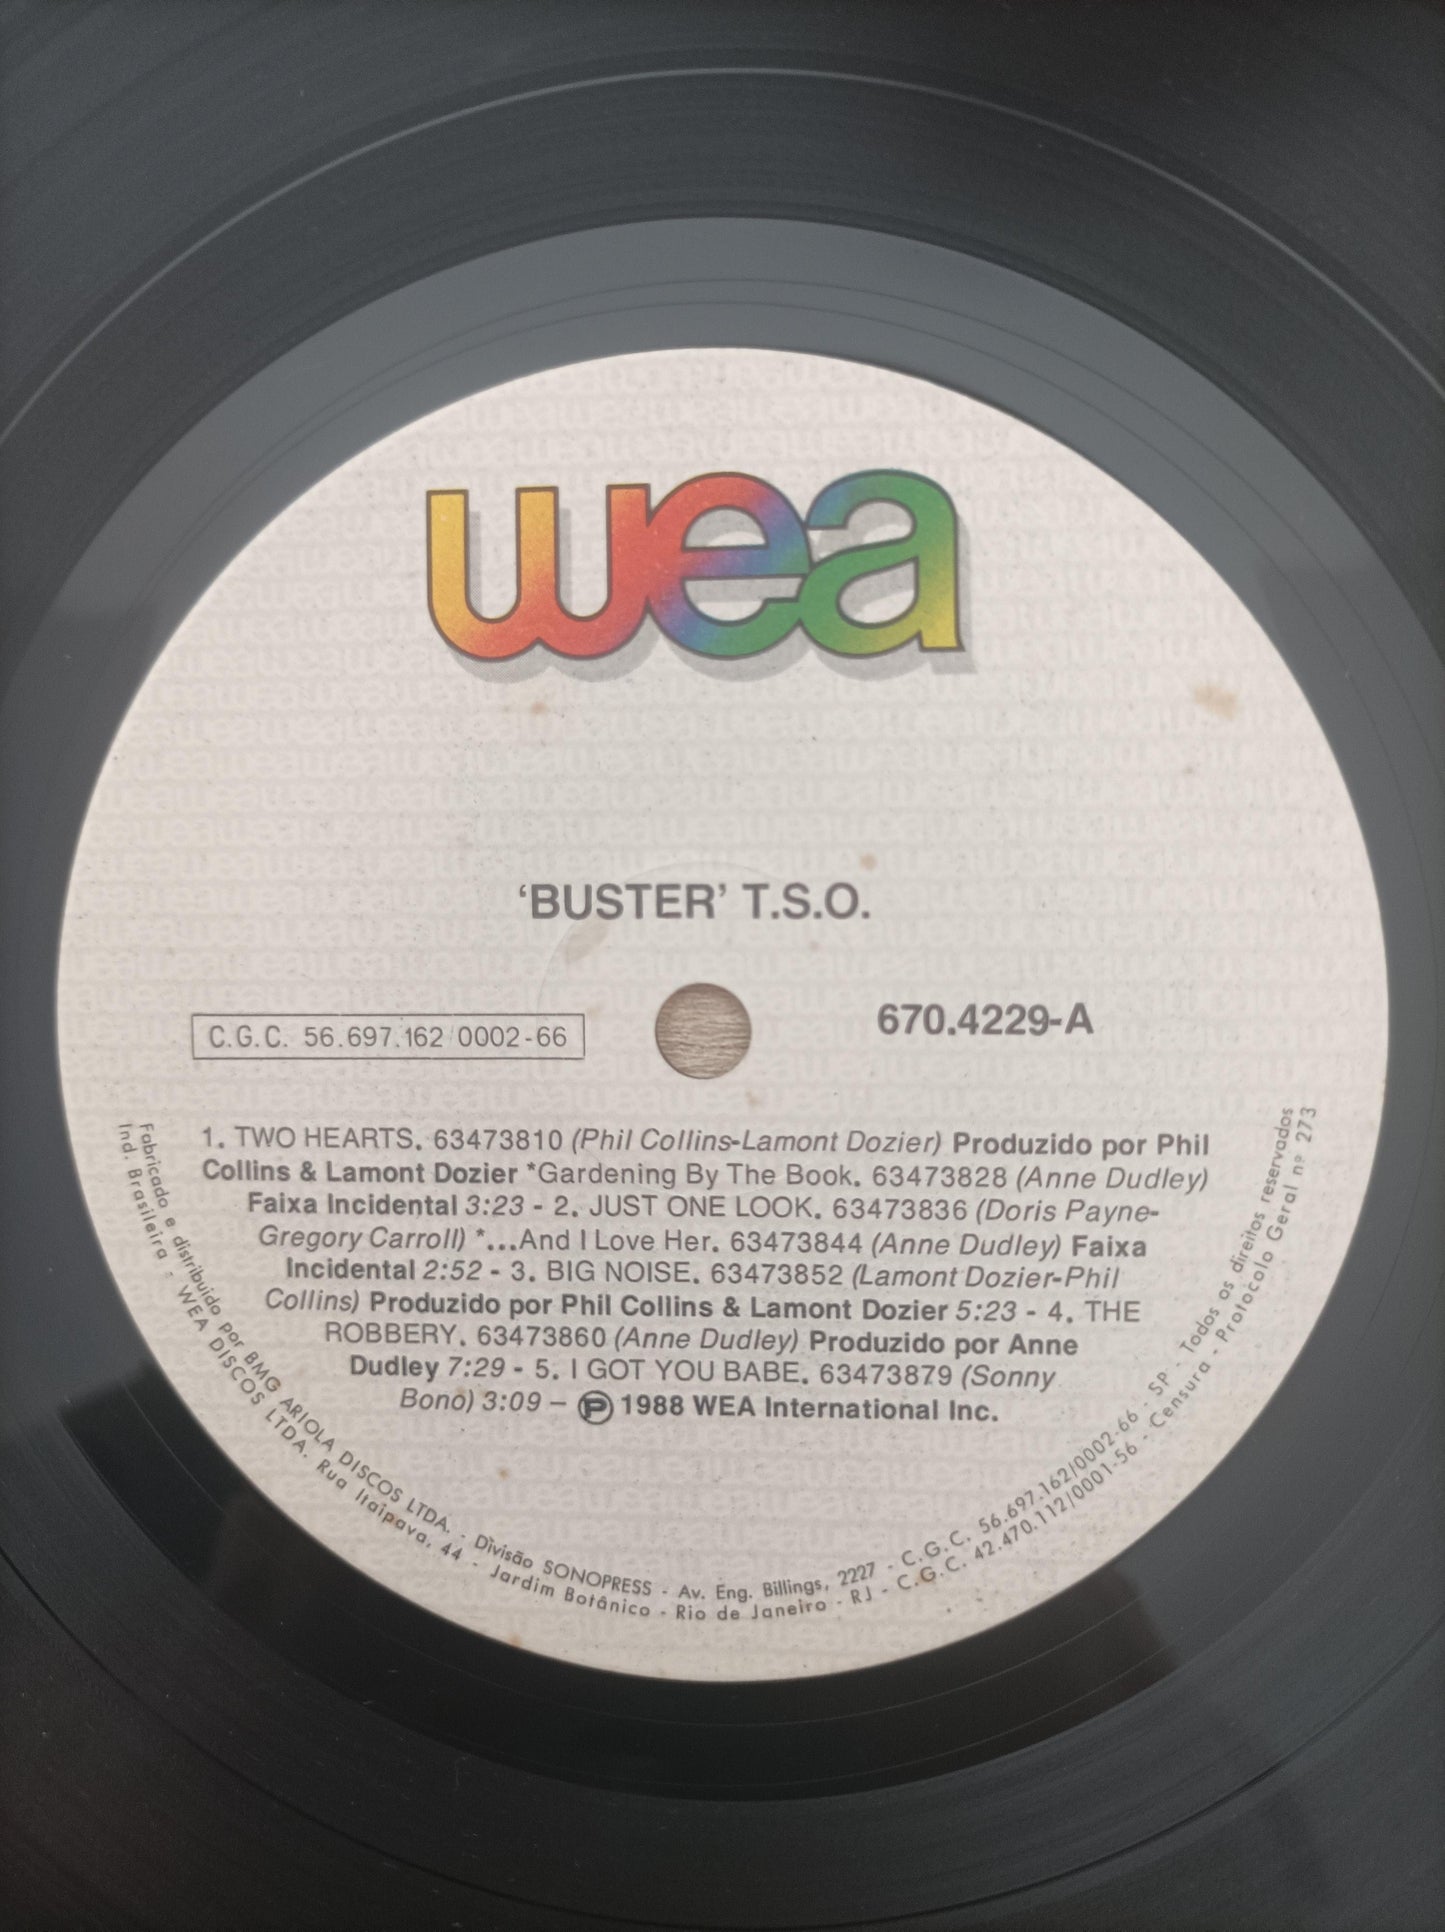 wea
'BUSTER' T.S.O.
C.G.C. 56.697.162/0002-66
670.4229-A
1. TWO HEARTS. 63473810 (Phil Collins-Lamont Dozier) Produzido por Phil
Collins & Lamont Dozier *Gardening By The Book. 63473828 (Anne Dudley)
Faixa Incidental 3:23 - 2. JUST ONE LOOK. 63473836 (Doris Payne-
Gregory Carroll) *...And I Love Her. 63473844 (Anne Dudley) Faixa
Incidental 2:52 - 3. BIG NOISE. 63473852 (Lamont Dozier-Phil
Collins) Produzido por Phil Collins & Lamont Dozier 5:23 - 4. THE
ROBBERY. 63473860 (Anne Dudley) Produzido por Anne
Dudley 7:29 - 5. I GOT YOU BABE. 63473879 (Sonny
Bono) 3:09 – Ⓟ 1988 WEA International Inc.
Fabricado e distribuido por BMG ARIOLA DISCOS LTDA. - Divisão SONOPRESS - Av. Eng. Billings, 2227 - C.G.C. 56.697.162/0002-66 - SP - Todos os direitos reservados
Ind. Brasileira - WEA DISCOS LTDA. Rua Itaipava, 44 - Jardim Botânico - Rio de Janeiro - RJ - C.G.C. 42.470.112/0001-56 - Censura - Protocolo Geral nº 273